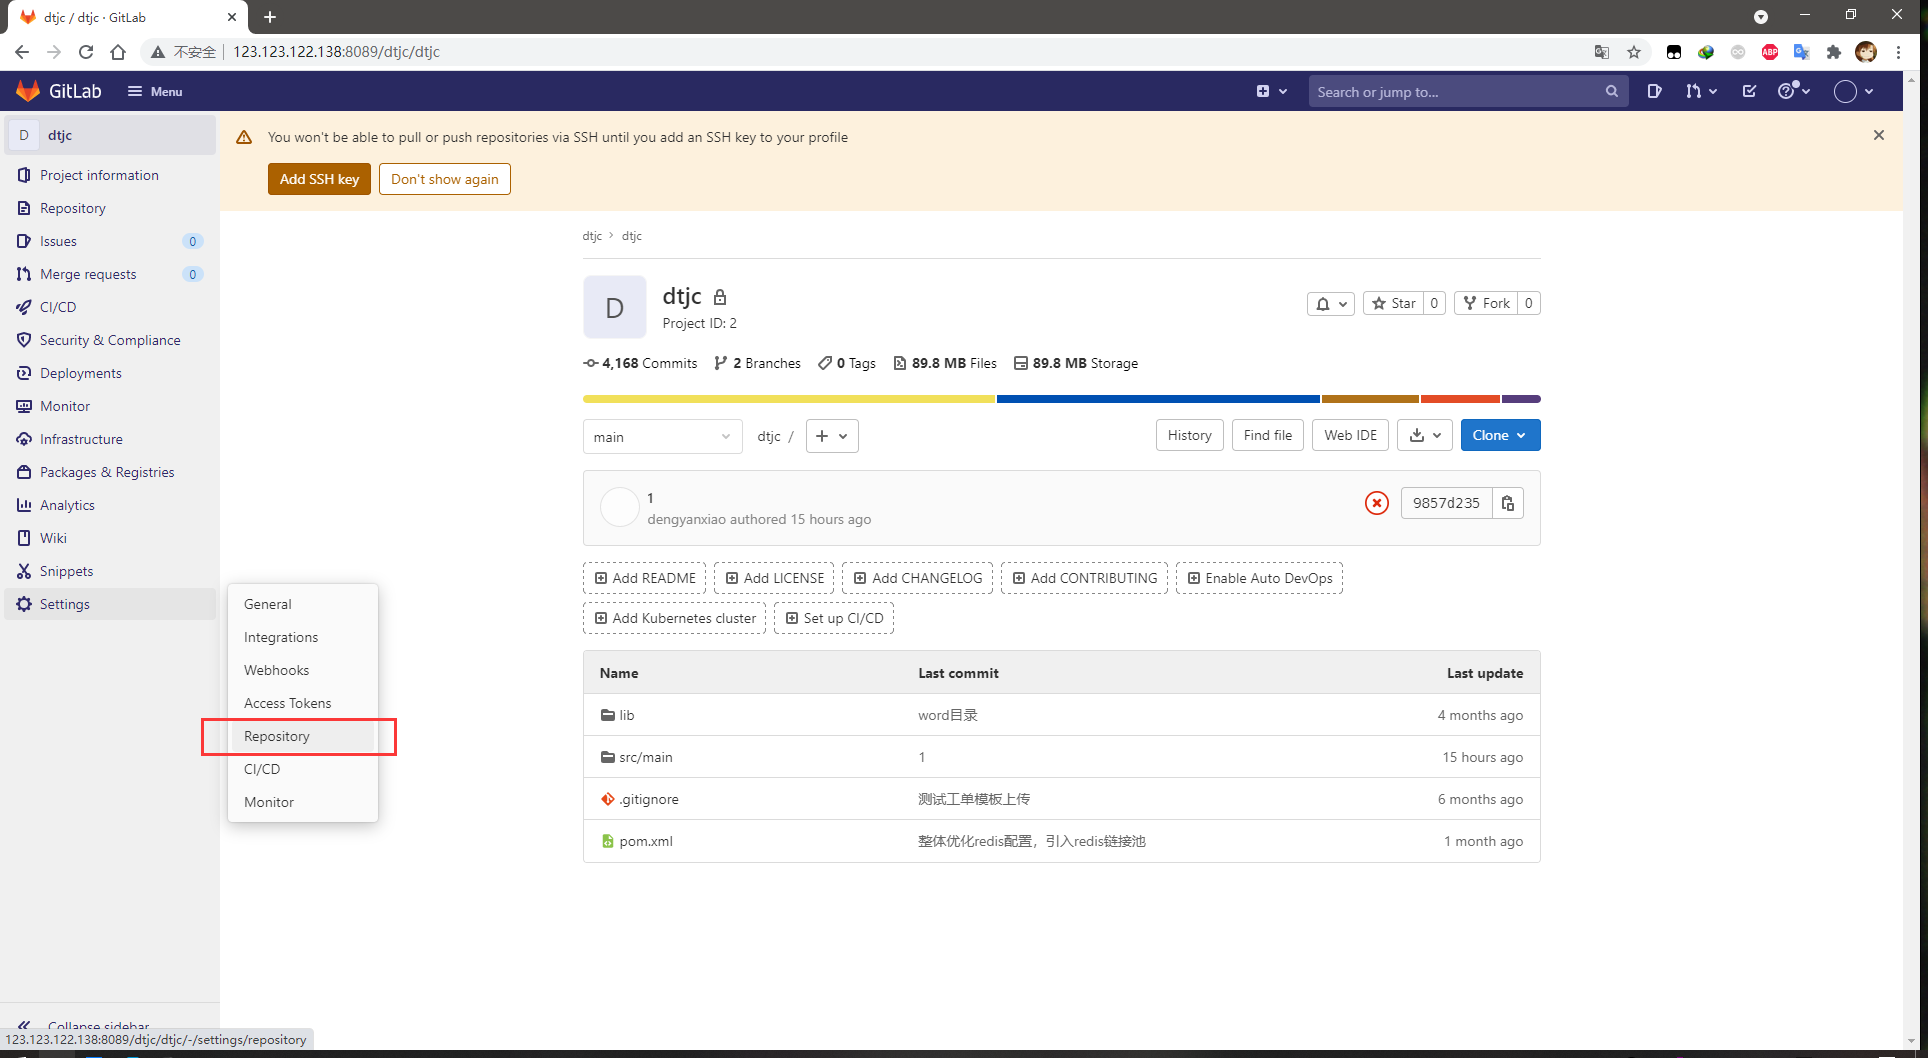 dtjc / dtjc · GitLab
不安全 123.123.122.138:8089/dtjc/dtjc
ABP
GitLab Menu Search or jump to...
D dtjc
Project information
Repository
Issues 0
Merge requests 0
CI/CD
Security & Compliance
Deployments
Monitor
Infrastructure
Packages & Registries
Analytics
Wiki
Snippets
Settings
General
Integrations
Webhooks
Access Tokens
Repository
CI/CD
Monitor
Collapse sidebar
123.123.122.138:8089/dtjc/dtjc/-/settings/repository
You won't be able to pull or push repositories via SSH until you add an SSH key to your profile
Add SSH key Don't show again
dtjc > dtjc
D dtjc
Project ID: 2
Star 0 Fork 0
4,168 Commits 2 Branches 0 Tags 89.8 MB Files 89.8 MB Storage
main dtjc / History Find file Web IDE Clone
1
dengyanxiao authored 15 hours ago
9857d235
Add README Add LICENSE Add CHANGELOG Add CONTRIBUTING Enable Auto DevOps
Add Kubernetes cluster Set up CI/CD
Name Last commit Last update
lib word目录 4 months ago
src/main 1 15 hours ago
.gitignore 测试工单模板上传 6 months ago
pom.xml 整体优化redis配置，引入redis链接池 1 month ago